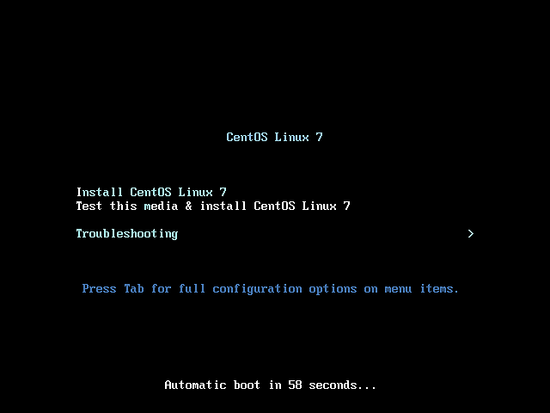 CentOS Linux 7
Install CentOS Linux 7
Test this media & install CentOS Linux 7
Troubleshooting >
Press Tab for full configuration options on menu items.
Automatic boot in 58 seconds...